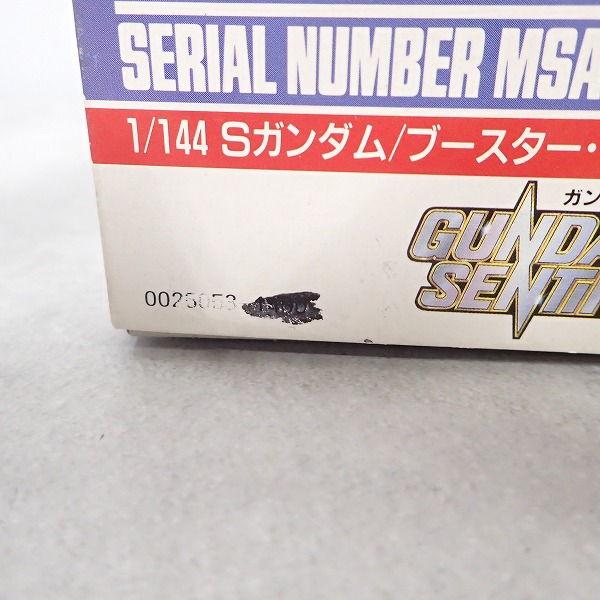 SERIAL NUMBER MSA
1/144 Sガンダム/ブースター・
ガン
GUNDA
SENTI
0025053